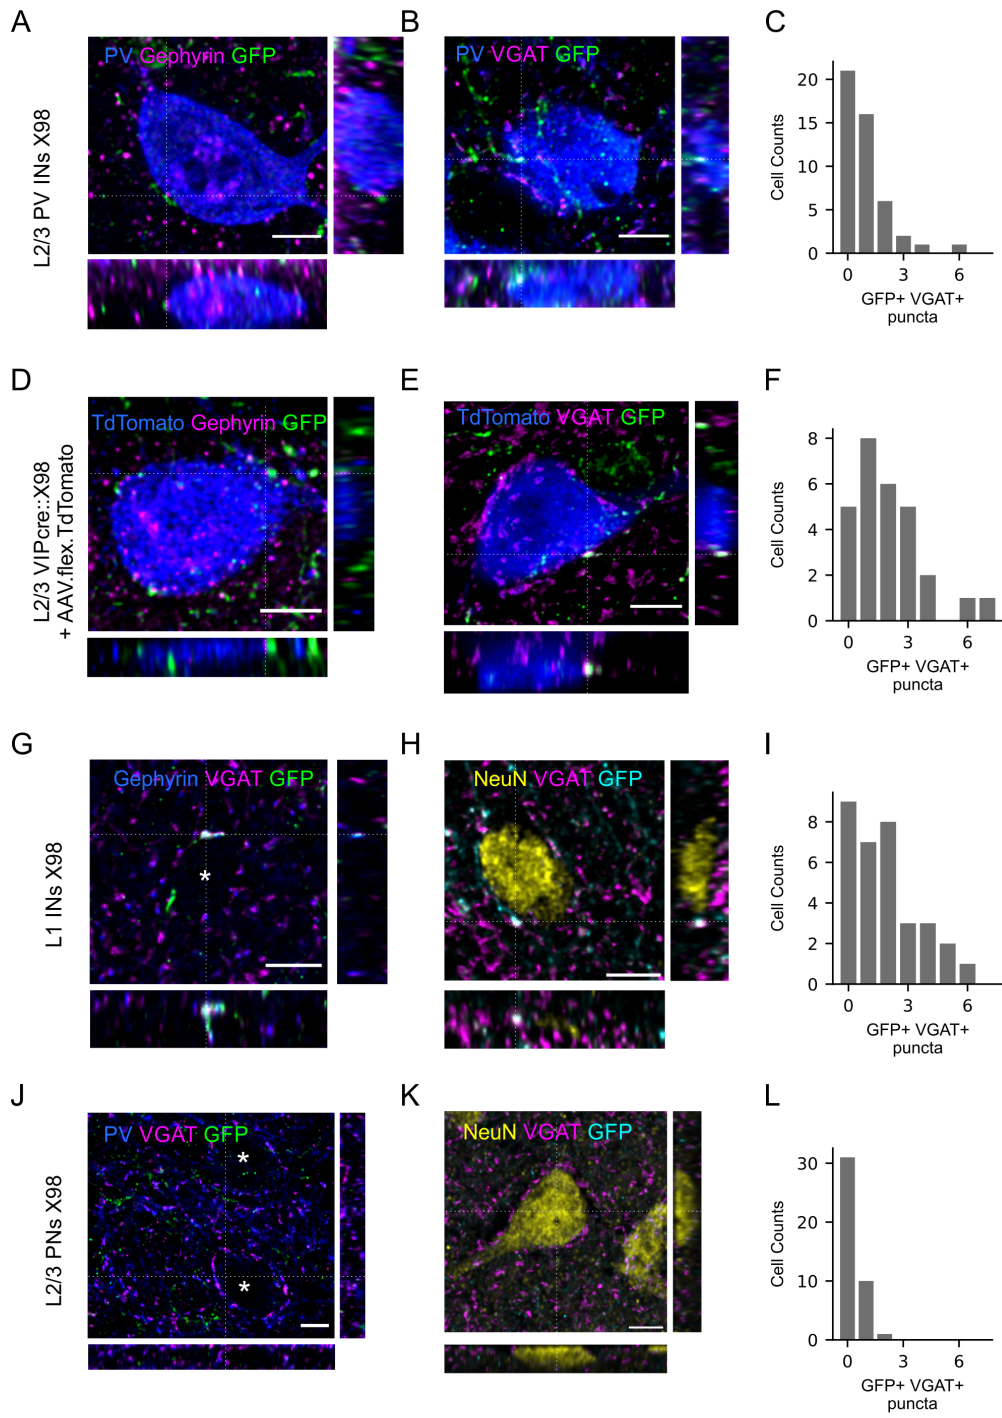 A
B
C
L2/3 PV INs X98
PV Gephyrin GFP
PV VGAT GFP
Cell Counts
20
15
10
5
0
0 3 6
GFP+ VGAT+
puncta
D
E
F
L2/3 VIPcre::X98
+ AAV.flex.TdTomato
TdTomato Gephyrin GFP
TdTomato VGAT GFP
Cell Counts
8
6
4
2
0
0 3 6
GFP+ VGAT+
puncta
G
H
I
L1 INs X98
Gephyrin VGAT GFP
*
NeuN VGAT GFP
Cell Counts
8
6
4
2
0
0 3 6
GFP+ VGAT+
puncta
J
K
L
L2/3 PNs X98
PV VGAT GFP
*
*
NeuN VGAT GFP
Cell Counts
30
20
10
0
0 3 6
GFP+ VGAT+
puncta